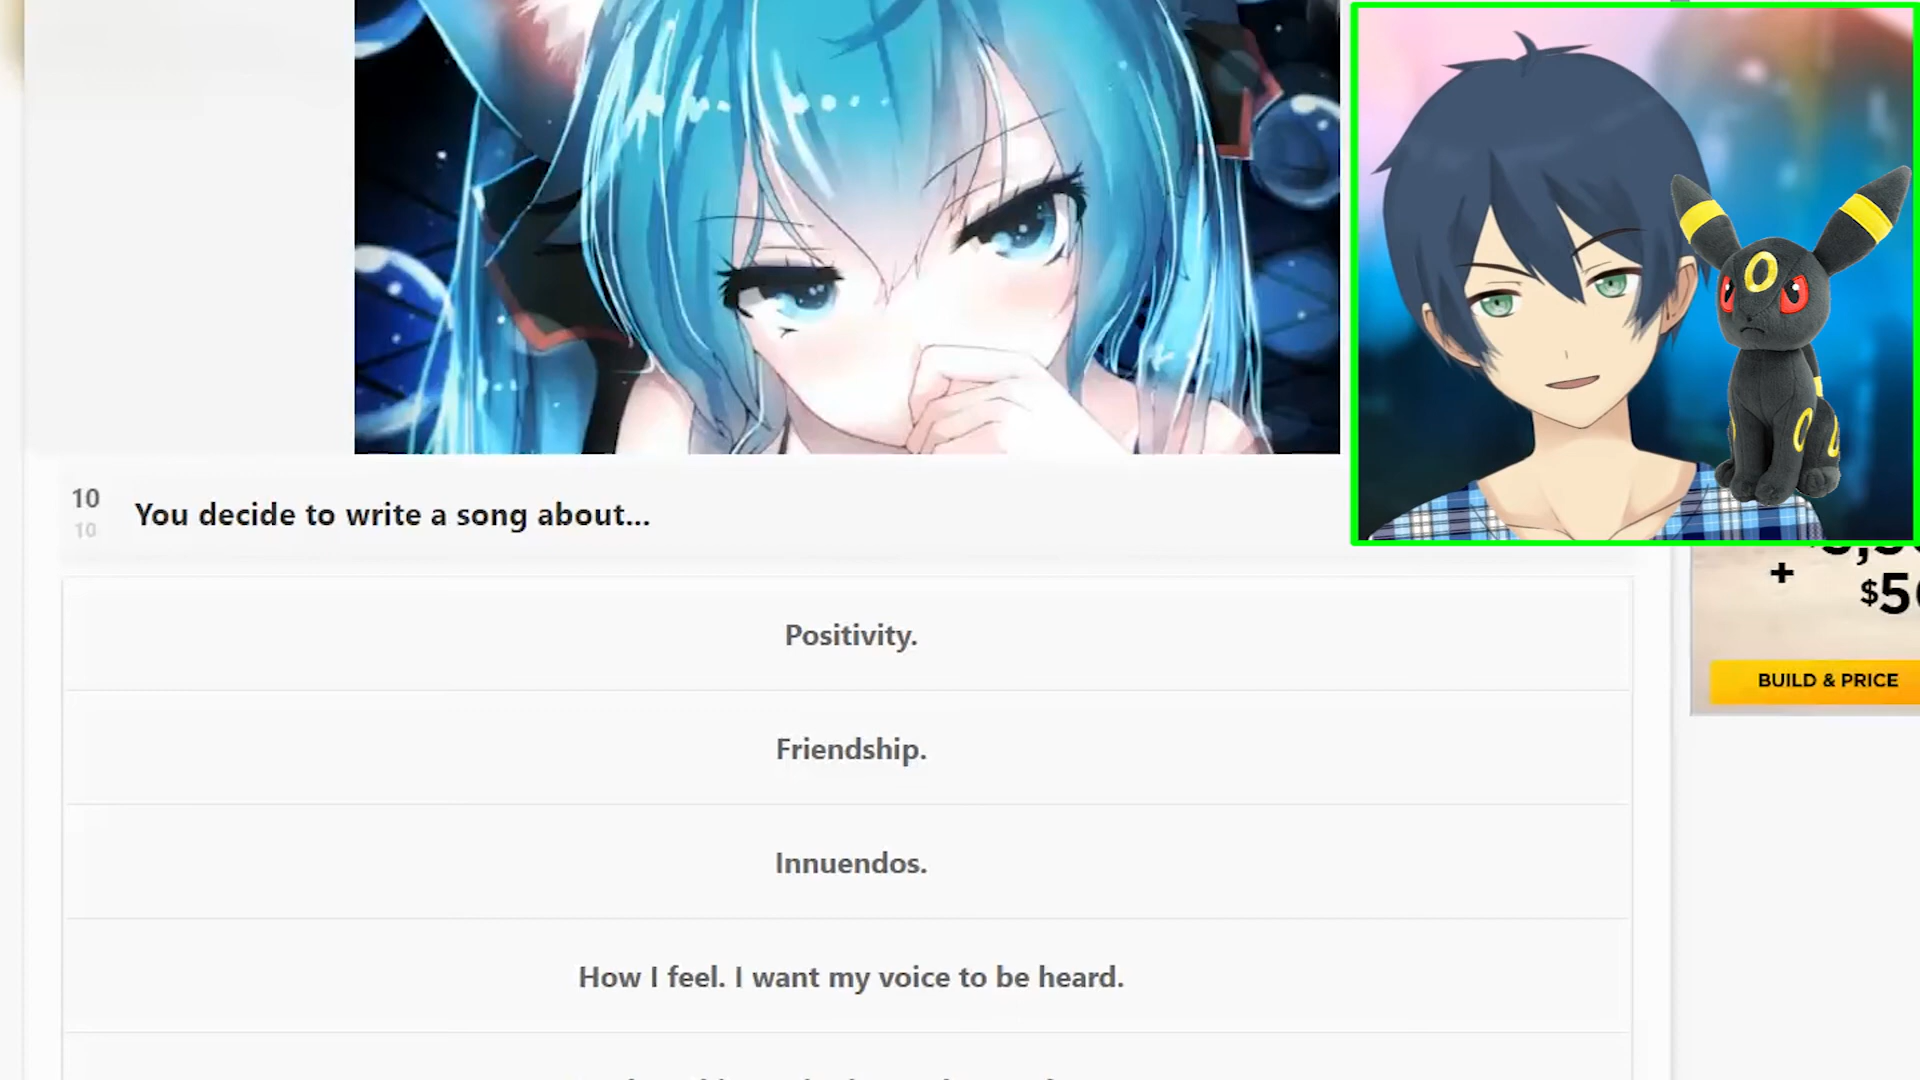 10
10
You decide to write a song about...
Positivity.
Friendship.
Innuendos.
How I feel. I want my voice to be heard.
+
$5
BUILD & PRICE